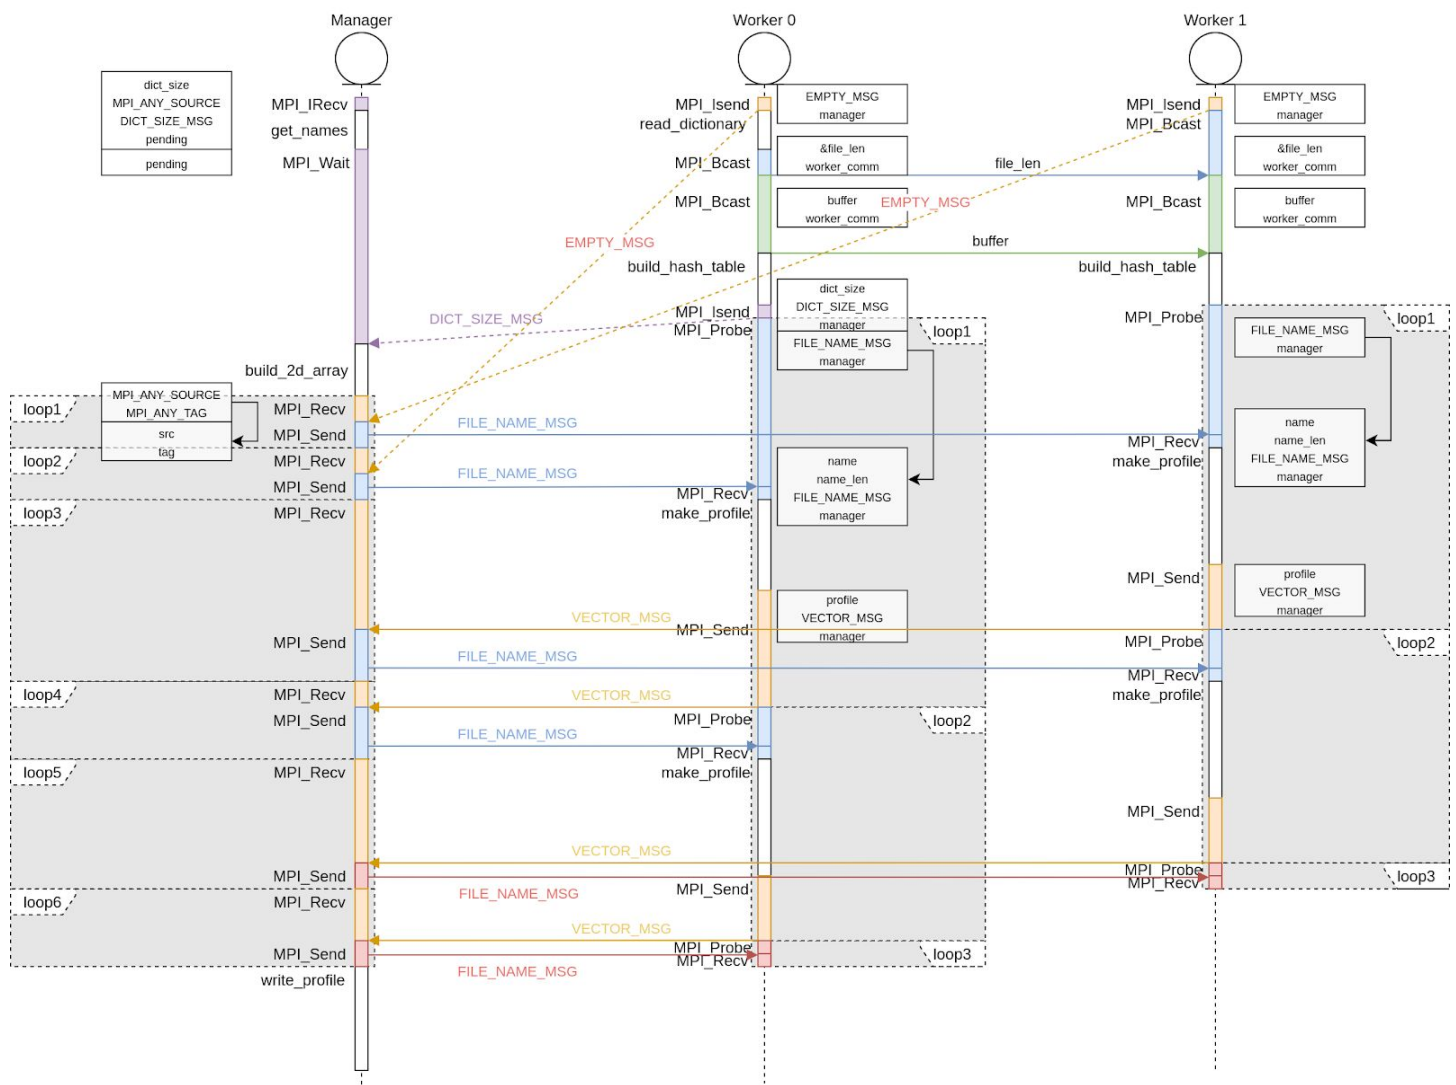 Manager
Worker 0
Worker 1
dict_size
MPI_ANY_SOURCE
DICT_SIZE_MSG
pending
pending
MPI_IRecv
get_names
MPI_Wait
MPI_Isend
read_dictionary
EMPTY_MSG
manager
MPI_Isend
MPI_Bcast
EMPTY_MSG
manager
MPI_Bcast
&file_len
worker_comm
file_len
&file_len
worker_comm
MPI_Bcast
buffer
worker_comm
EMPTY_MSG
MPI_Bcast
buffer
worker_comm
EMPTY_MSG
buffer
build_hash_table
build_hash_table
dict_size
DICT_SIZE_MSG
manager
MPI_Isend
MPI_Probe
DICT_SIZE_MSG
FILE_NAME_MSG
manager
loop1
MPI_Probe
FILE_NAME_MSG
manager
loop1
build_2d_array
loop1
MPI_ANY_SOURCE
MPI_ANY_TAG
src
tag
MPI_Recv
MPI_Send
FILE_NAME_MSG
MPI_Recv
make_profile
name
name_len
FILE_NAME_MSG
manager
loop2
MPI_Recv
MPI_Send
FILE_NAME_MSG
name
name_len
FILE_NAME_MSG
manager
MPI_Recv
make_profile
loop3
MPI_Recv
MPI_Send
profile
VECTOR_MSG
manager
VECTOR_MSG
MPI_Send
profile
VECTOR_MSG
manager
MPI_Send
FILE_NAME_MSG
MPI_Probe
MPI_Recv
make_profile
loop2
loop4
MPI_Recv
VECTOR_MSG
MPI_Send
FILE_NAME_MSG
MPI_Probe
MPI_Recv
make_profile
loop2
loop5
MPI_Recv
MPI_Send
VECTOR_MSG
MPI_Send
FILE_NAME_MSG
MPI_Send
MPI_Probe
MPI_Recv
loop3
loop6
MPI_Recv
VECTOR_MSG
MPI_Send
FILE_NAME_MSG
MPI_Probe
MPI_Recv
loop3
write_profile